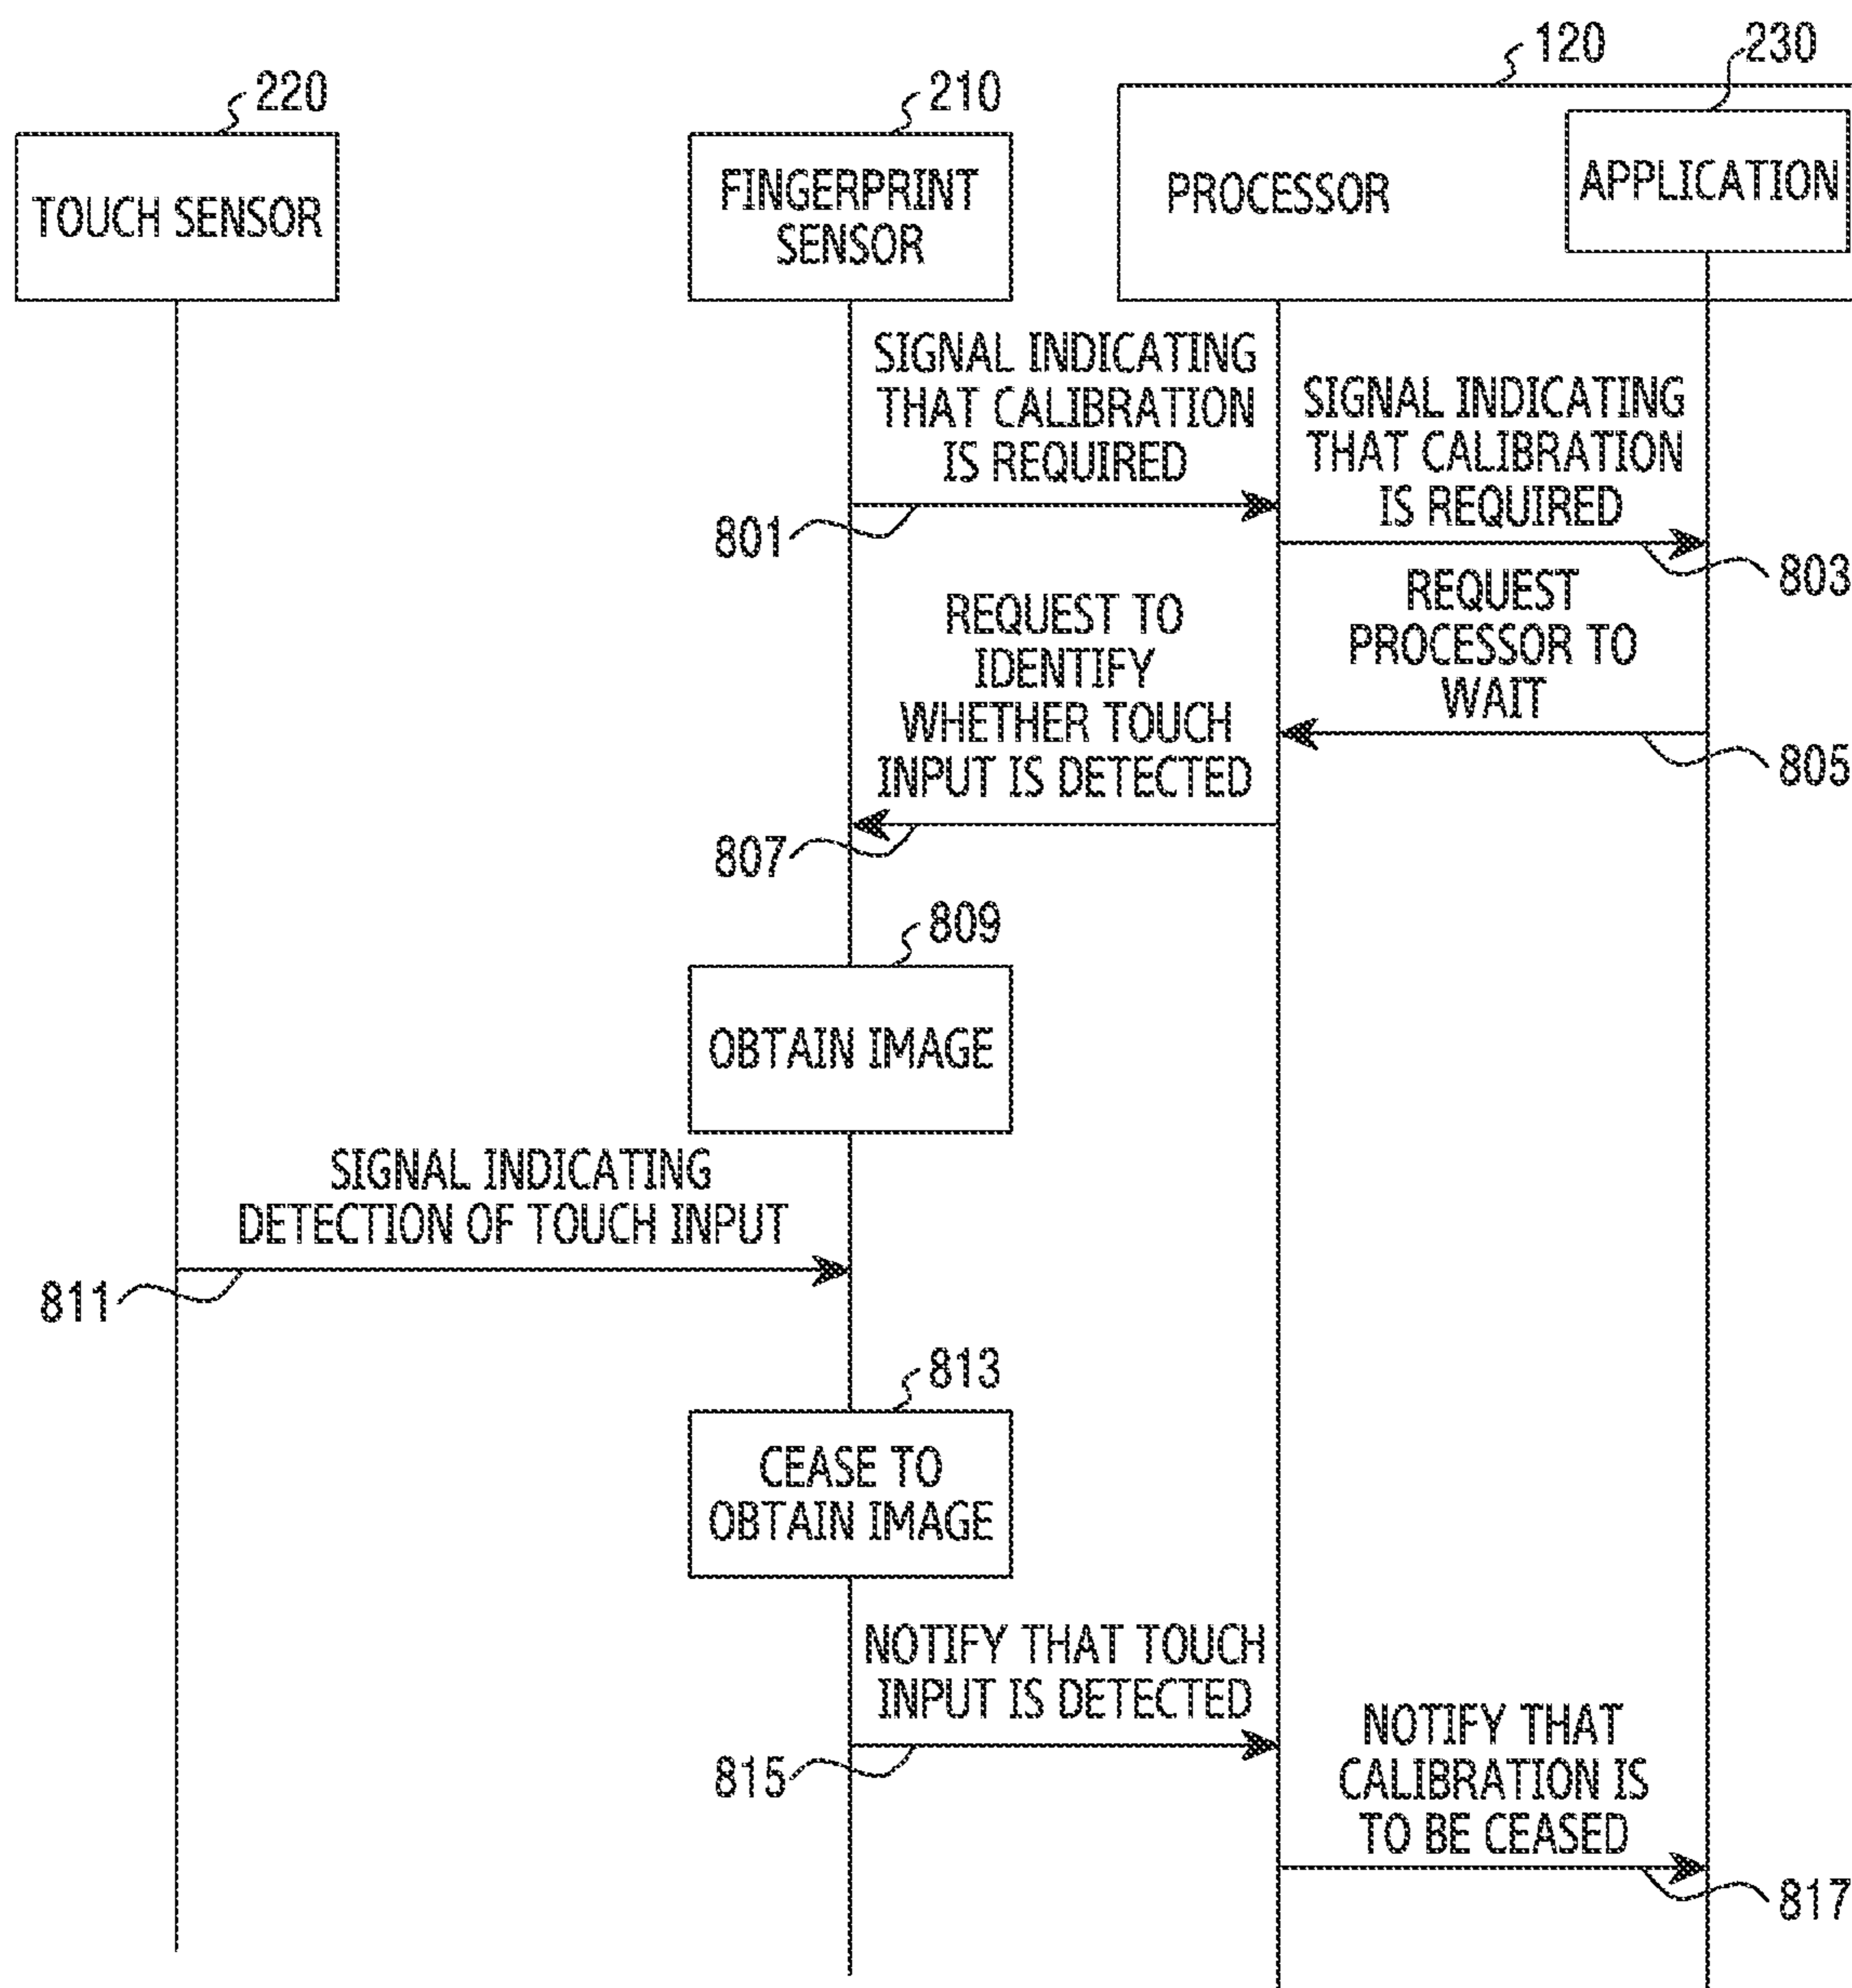 120
230
220
210
TOUCH SENSOR
FINGERPRINT
SENSOR
PROCESSOR
APPLICATION
SIGNAL INDICATING
THAT CALIBRATION
IS REQUIRED
801
SIGNAL INDICATING
THAT CALIBRATION
IS REQUIRED
803
REQUEST
PROCESSOR TO
WAIT
805
REQUEST TO
IDENTIFY
WHETHER TOUCH
INPUT IS DETECTED
807
809
OBTAIN IMAGE
SIGNAL INDICATING
DETECTION OF TOUCH INPUT
811
813
CEASE TO
OBTAIN IMAGE
NOTIFY THAT TOUCH
INPUT IS DETECTED
815
NOTIFY THAT
CALIBRATION IS
TO BE CEASED
817